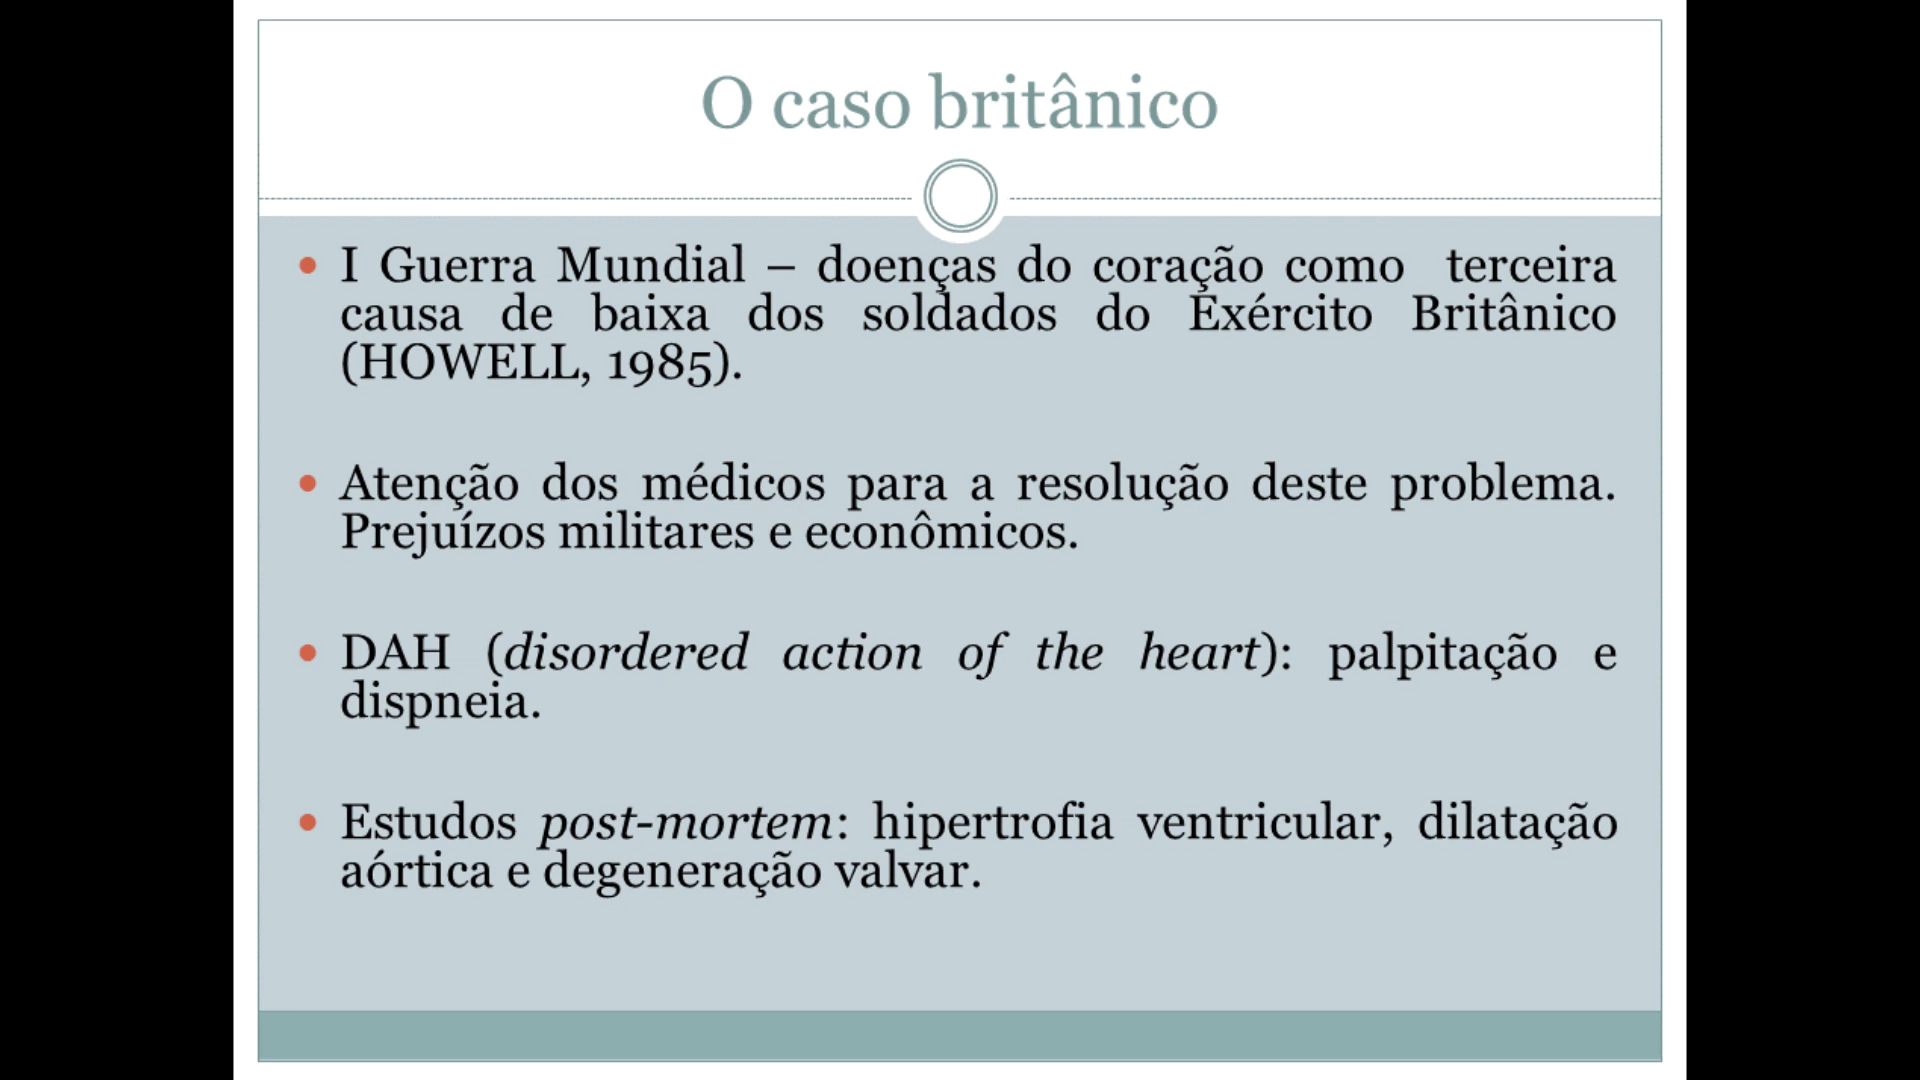 O caso britânico
• I Guerra Mundial – doenças do coração como terceira
causa de baixa dos soldados do Exército Britânico
(HOWELL, 1985).
• Atenção dos médicos para a resolução deste problema.
Prejuízos militares e econômicos.
• DAH (disordered action of the heart): palpitação e
dispneia.
• Estudos post-mortem: hipertrofia ventricular, dilatação
aórtica e degeneração valvar.